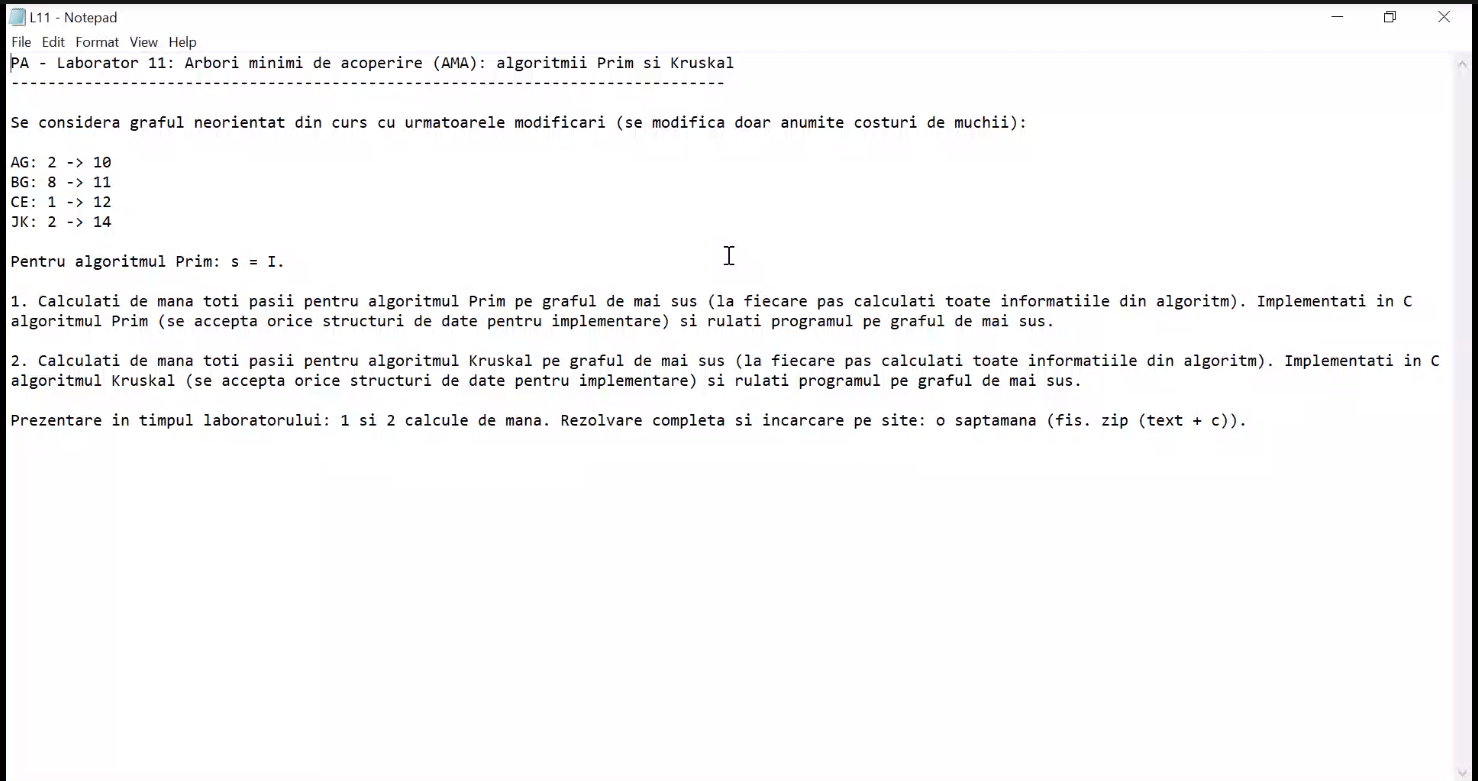 L11 - Notepad
File Edit Format View Help
PA - Laborator 11: Arbori minimi de acoperire (AMA): algoritmii Prim si Kruskal
------------------------------------------------------------------------------
Se considera graful neorientat din curs cu urmatoarele modificari (se modifica doar anumite costuri de muchii):
AG: 2 -> 10
BG: 8 -> 11
CE: 1 -> 12
JK: 2 -> 14
Pentru algoritmul Prim: s = I.
1. Calculati de mana toti pasii pentru algoritmul Prim pe graful de mai sus (la fiecare pas calculati toate informatiile din algoritm). Implementati in C
algoritmul Prim (se accepta orice structuri de date pentru implementare) si rulati programul pe graful de mai sus.
2. Calculati de mana toti pasii pentru algoritmul Kruskal pe graful de mai sus (la fiecare pas calculati toate informatiile din algoritm). Implementati in C
algoritmul Kruskal (se accepta orice structuri de date pentru implementare) si rulati programul pe graful de mai sus.
Prezentare in timpul laboratorului: 1 si 2 calcule de mana. Rezolvare completa si incarcare pe site: o saptamana (fis. zip (text + c)).